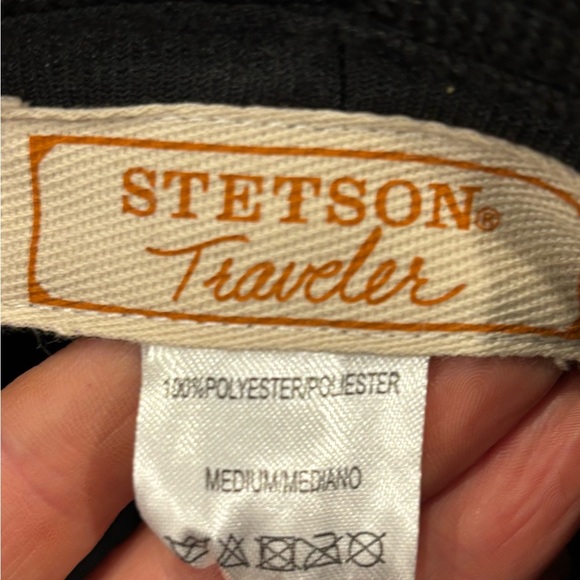 STETSON®
Traveler
100%POLYESTER/POLIESTER
MEDIUM/MEDIANO